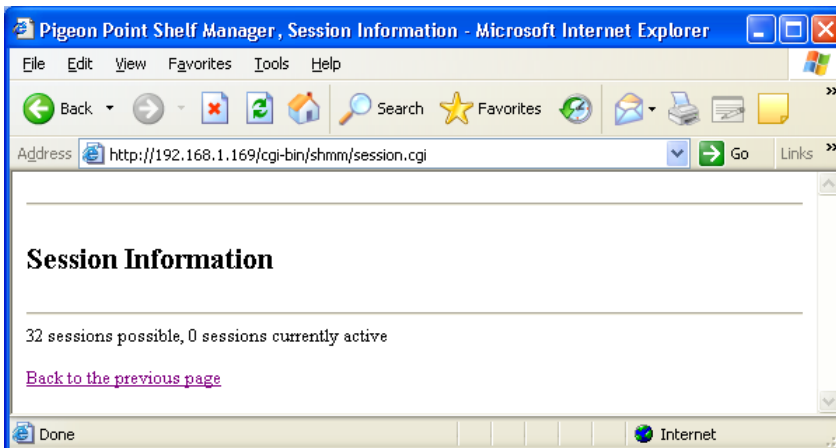 Pigeon Point Shelf Manager, Session Information - Microsoft Internet Explorer
File Edit View Favorites Tools Help
Back Search Favorites
Address http://192.168.1.169/cgi-bin/shmm/session.cgi Go Links
Session Information
32 sessions possible, 0 sessions currently active
Back to the previous page
Done Internet